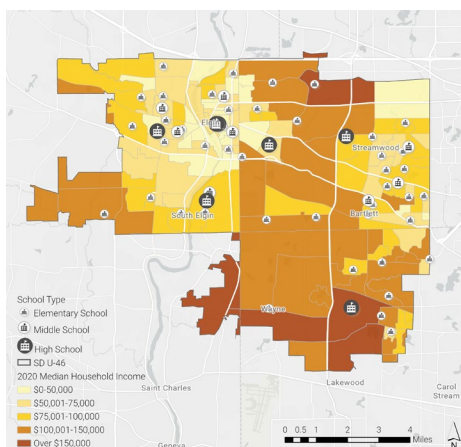 Elgin
Streamwood
South Elgin
Bartlett
School Type
Elementary School
Middle School
High School
SD U-46
2020 Median Household Income
$0-50,000
$50,001-75,000
$75,001-100,000
$100,001-150,000
Over $150,000
Wayne
Saint Charles
Lakewood
Carol
Stream
Geneva
0 0.5 1 2 3 4
Miles
N